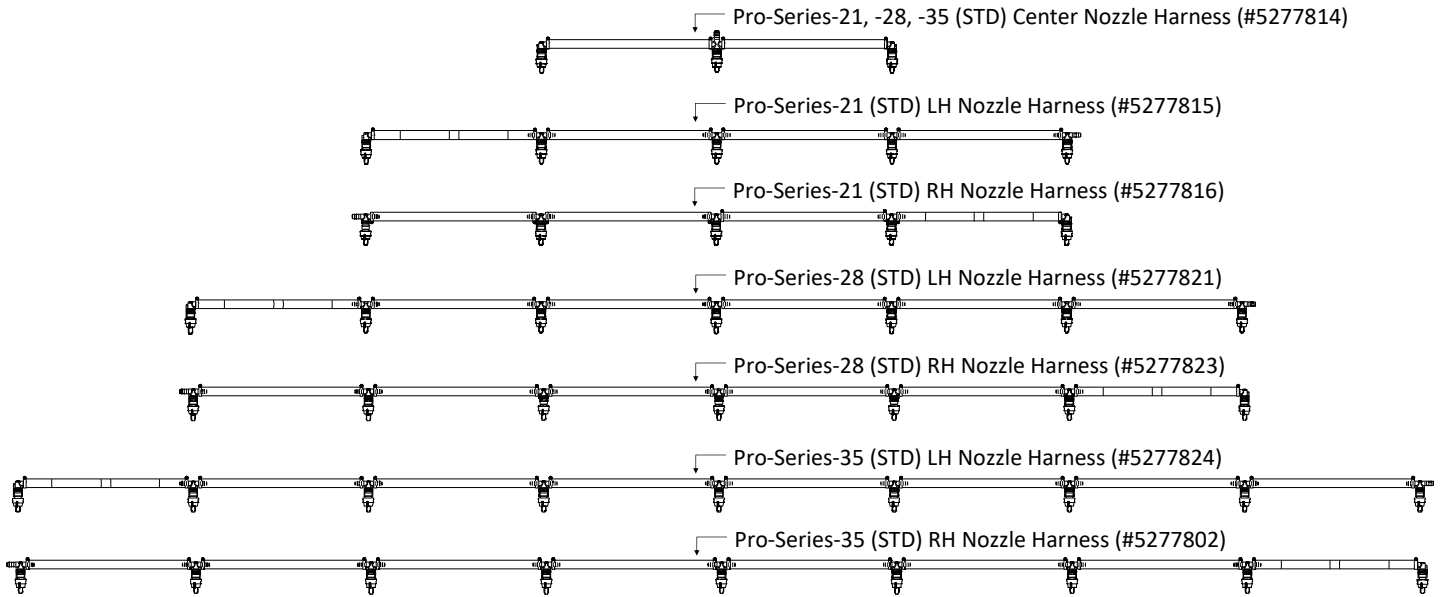 Pro-Series-21, -28, -35 (STD) Center Nozzle Harness (#5277814)
Pro-Series-21 (STD) LH Nozzle Harness (#5277815)
Pro-Series-21 (STD) RH Nozzle Harness (#5277816)
Pro-Series-28 (STD) LH Nozzle Harness (#5277821)
Pro-Series-28 (STD) RH Nozzle Harness (#5277823)
Pro-Series-35 (STD) LH Nozzle Harness (#5277824)
Pro-Series-35 (STD) RH Nozzle Harness (#5277802)